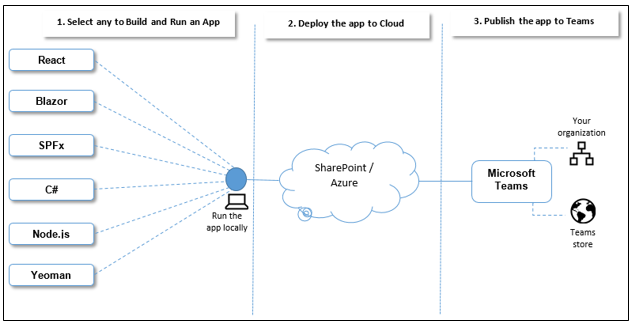 1. Select any to Build and Run an App
2. Deploy the app to Cloud
3. Publish the app to Teams
React
Blazor
SPFx
C#
Node.js
Yeoman
Run the
app locally
SharePoint /
Azure
Microsoft
Teams
Your
organization
Teams
store